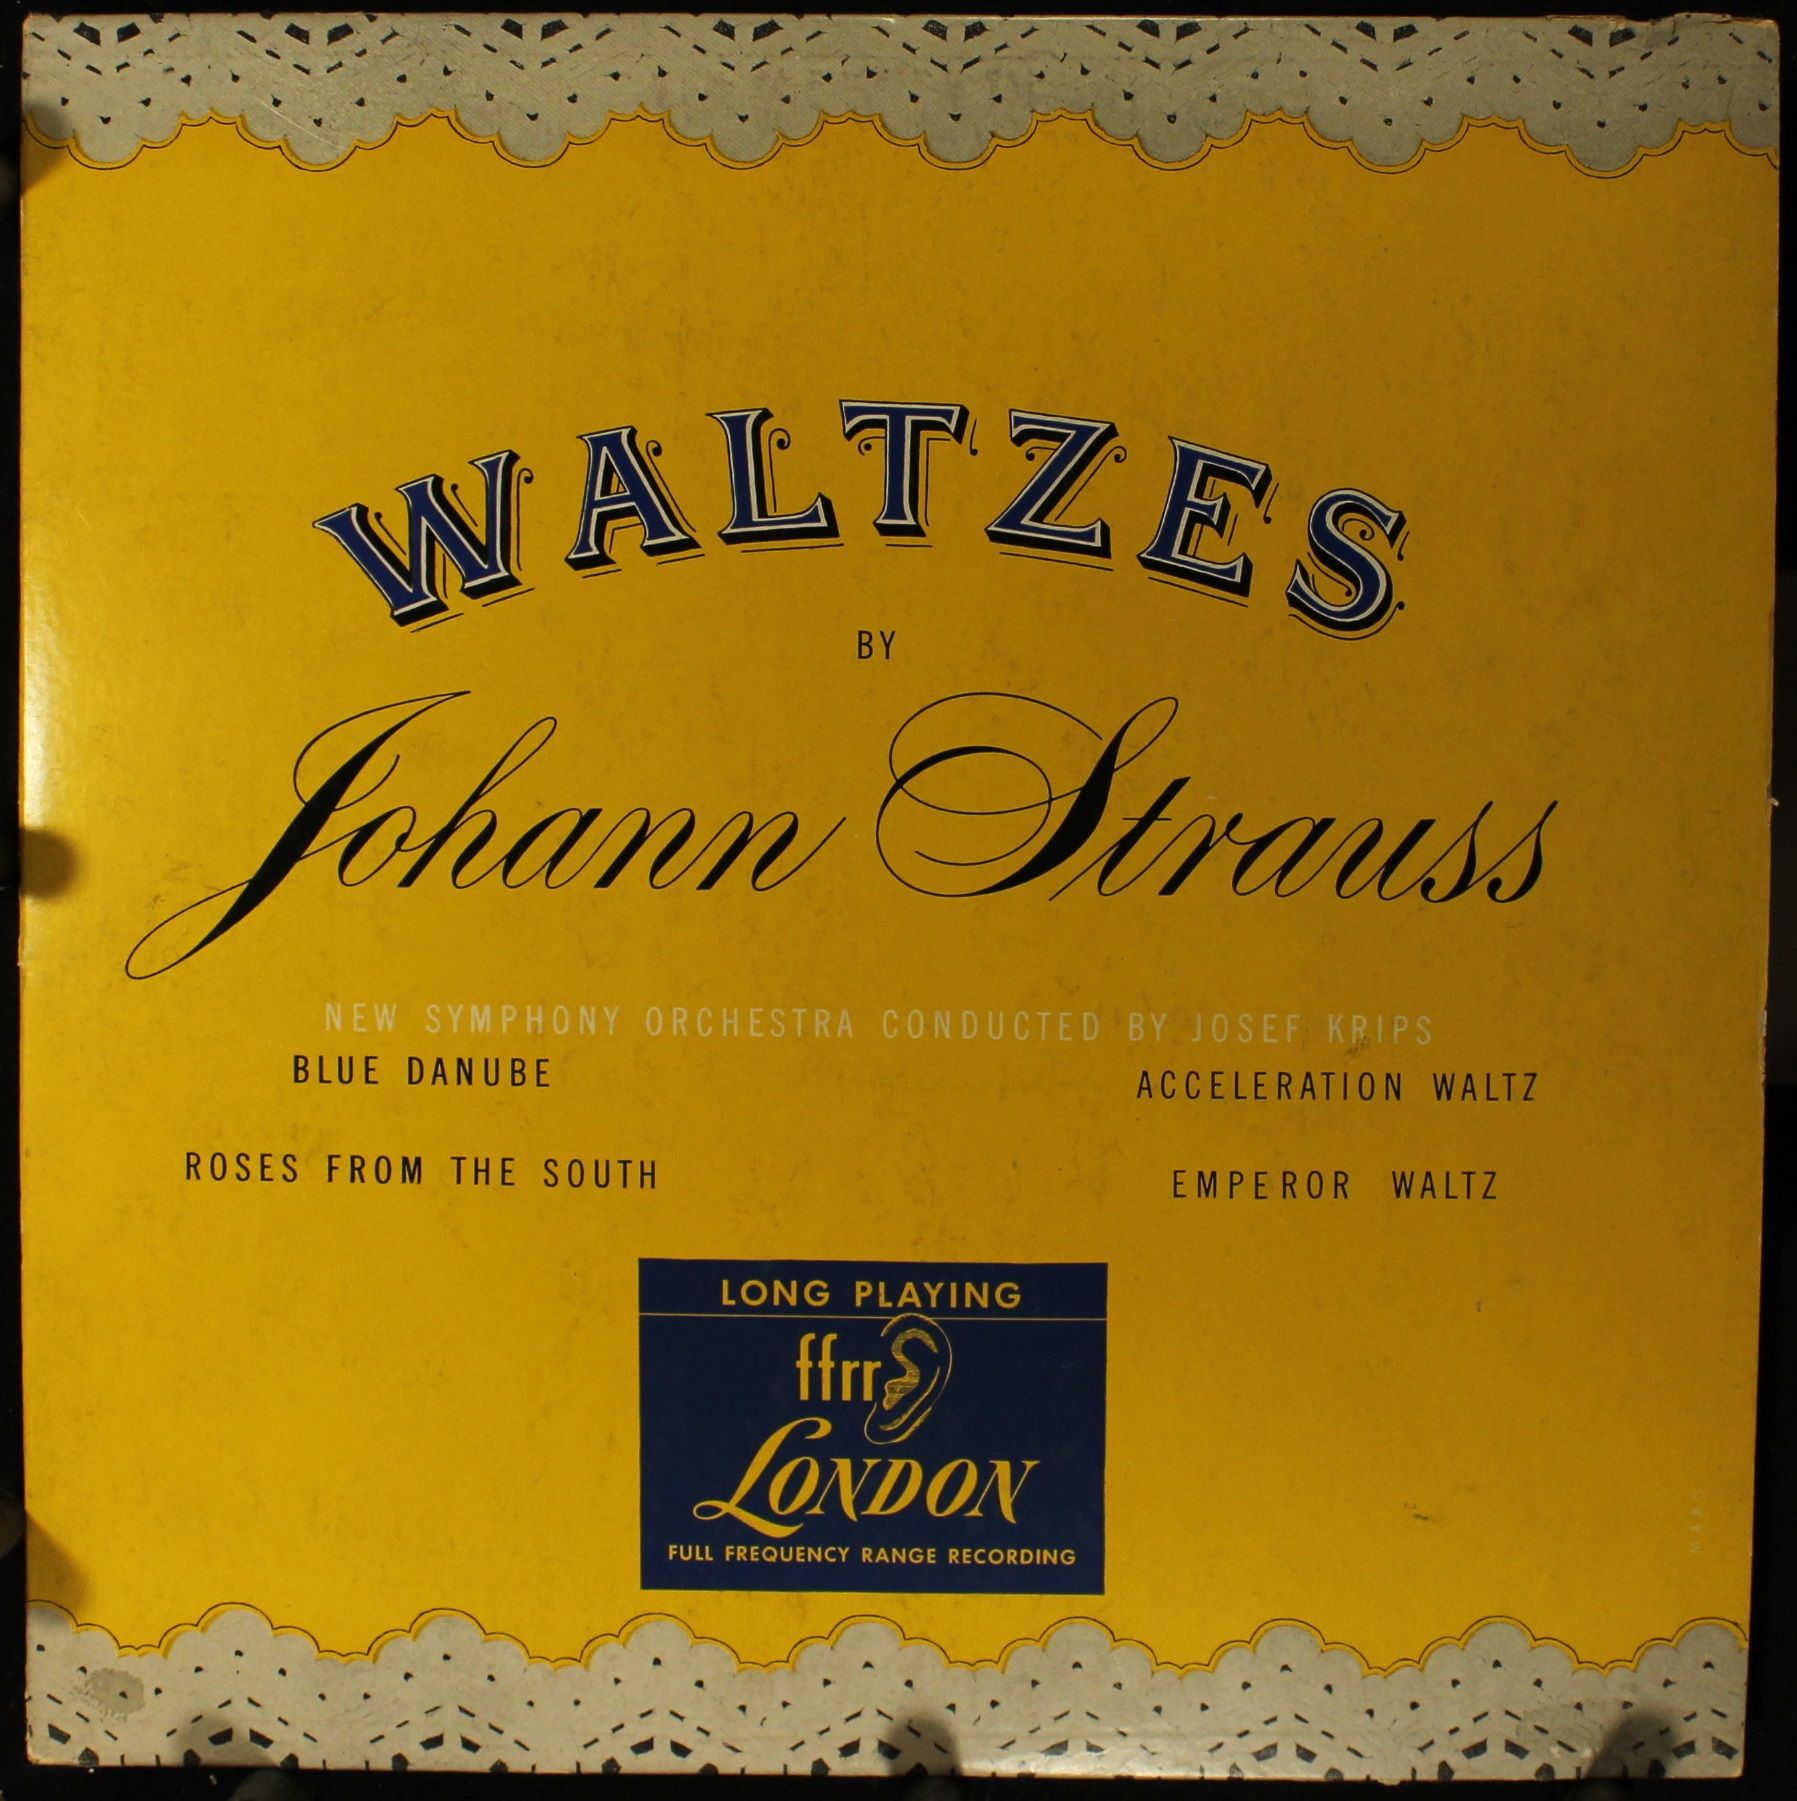 WALTZES
BY
Johann Strauss
NEW SYMPHONY ORCHESTRA CONDUCTED BY JOSEF KRIPS
BLUE DANUBE
ACCELERATION WALTZ
ROSES FROM THE SOUTH
EMPEROR WALTZ
LONG PLAYING
ffrr
LONDON
FULL FREQUENCY RANGE RECORDING